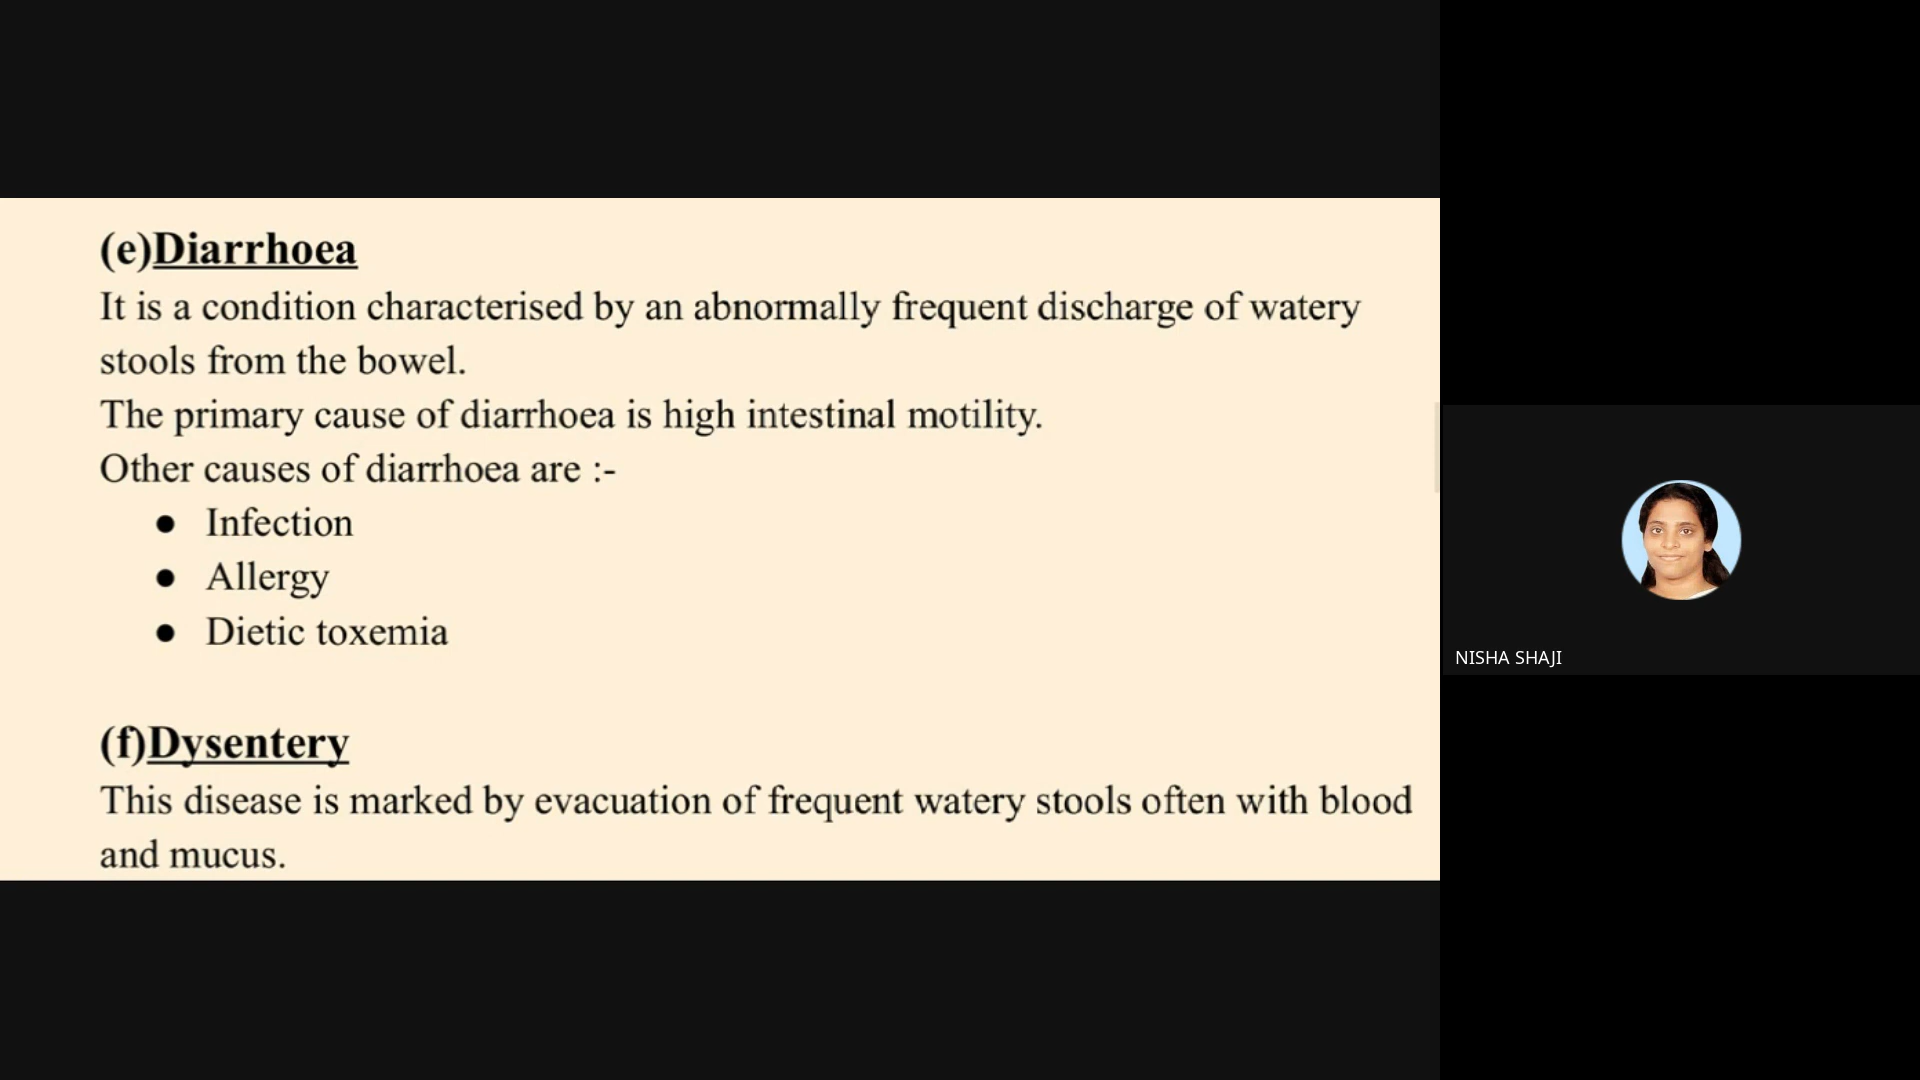 (e)Diarrhoea
It is a condition characterised by an abnormally frequent discharge of watery
stools from the bowel.
The primary cause of diarrhoea is high intestinal motility.
Other causes of diarrhoea are :-
● Infection
● Allergy
● Dietic toxemia
(f)Dysentery
This disease is marked by evacuation of frequent watery stools often with blood
and mucus.
NISHA SHAJI